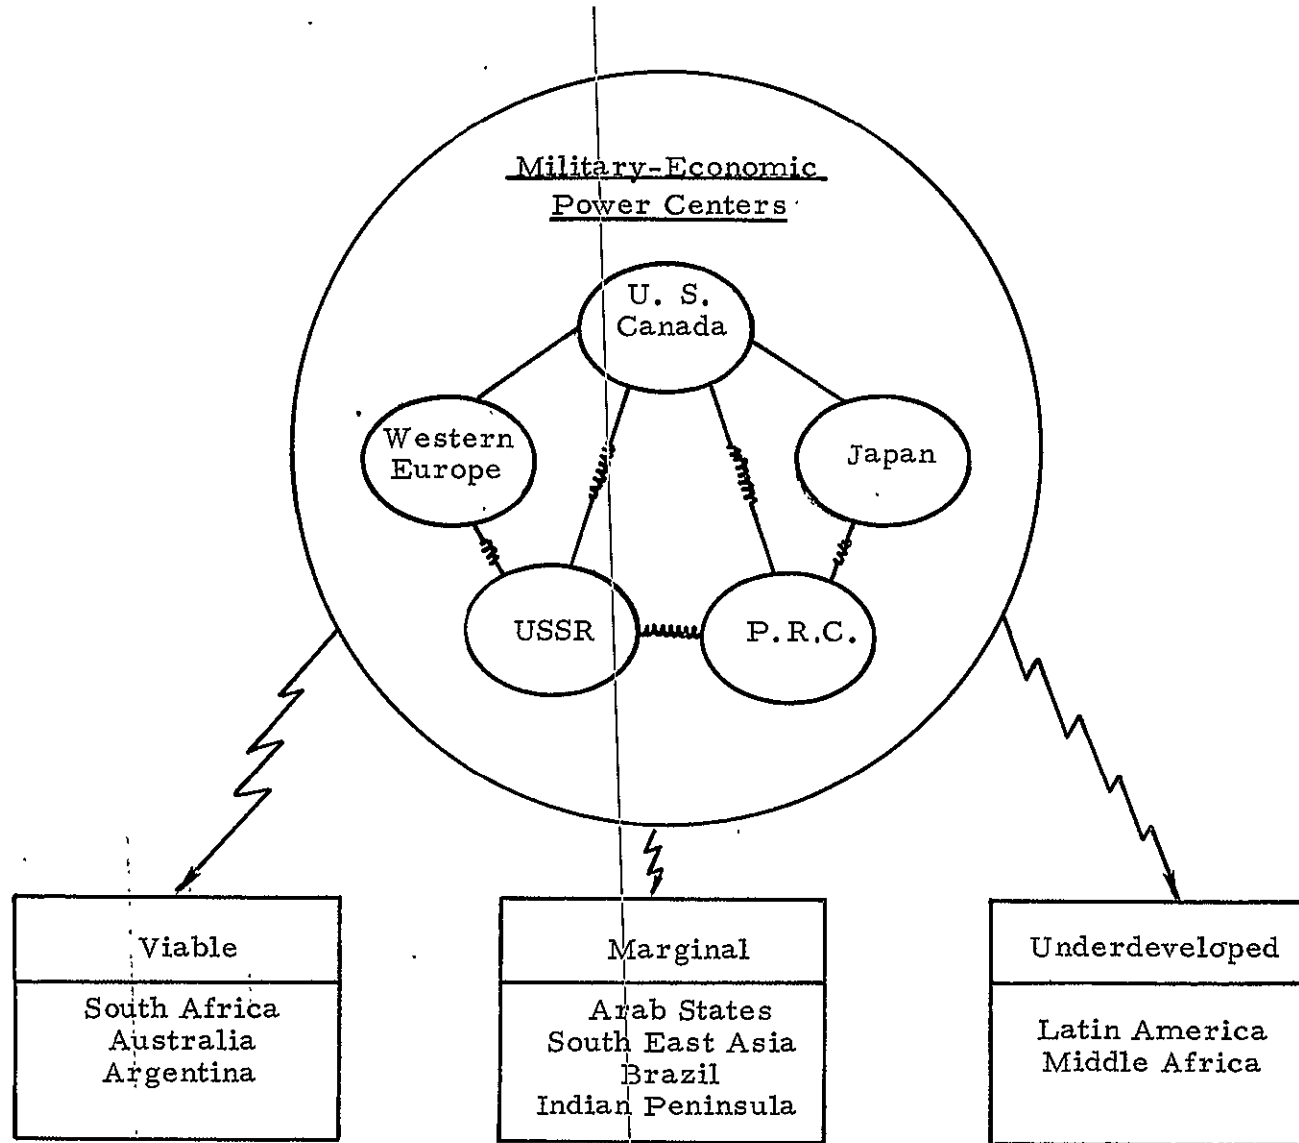 Military-Economic
Power Centers
U. S.
Canada
Western
Europe
Japan
USSR
P.R.C.
Viable
South Africa
Australia
Argentina
Marginal
Arab States
South East Asia
Brazil
Indian Peninsula
Underdeveloped
Latin America
Middle Africa